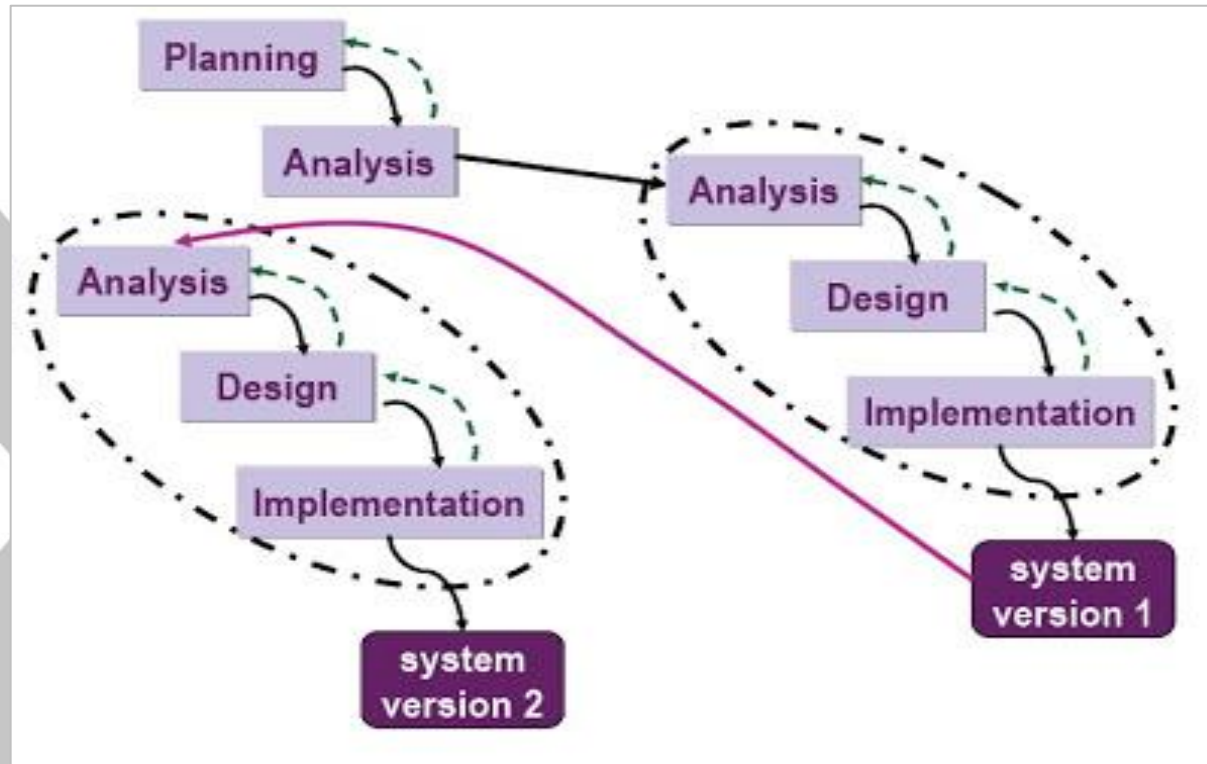 Planning
Analysis
Analysis
Design
Implementation
system
version 1
Analysis
Design
Implementation
system
version 2